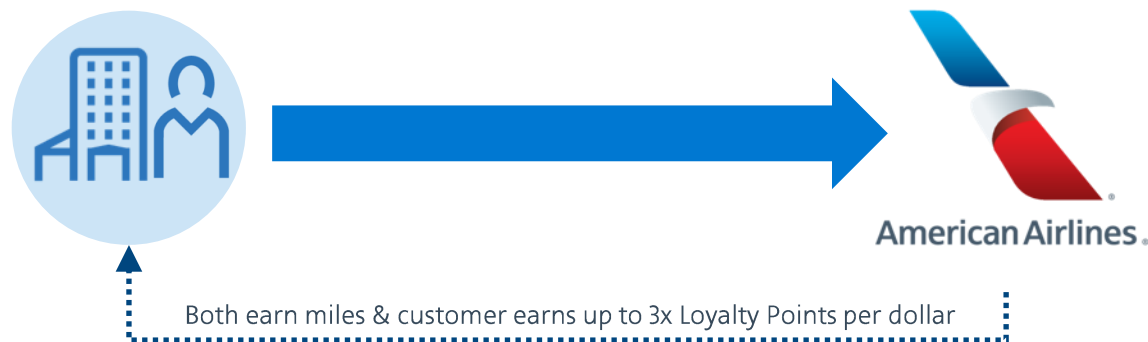 American Airlines®
Both earn miles & customer earns up to 3x Loyalty Points per dollar